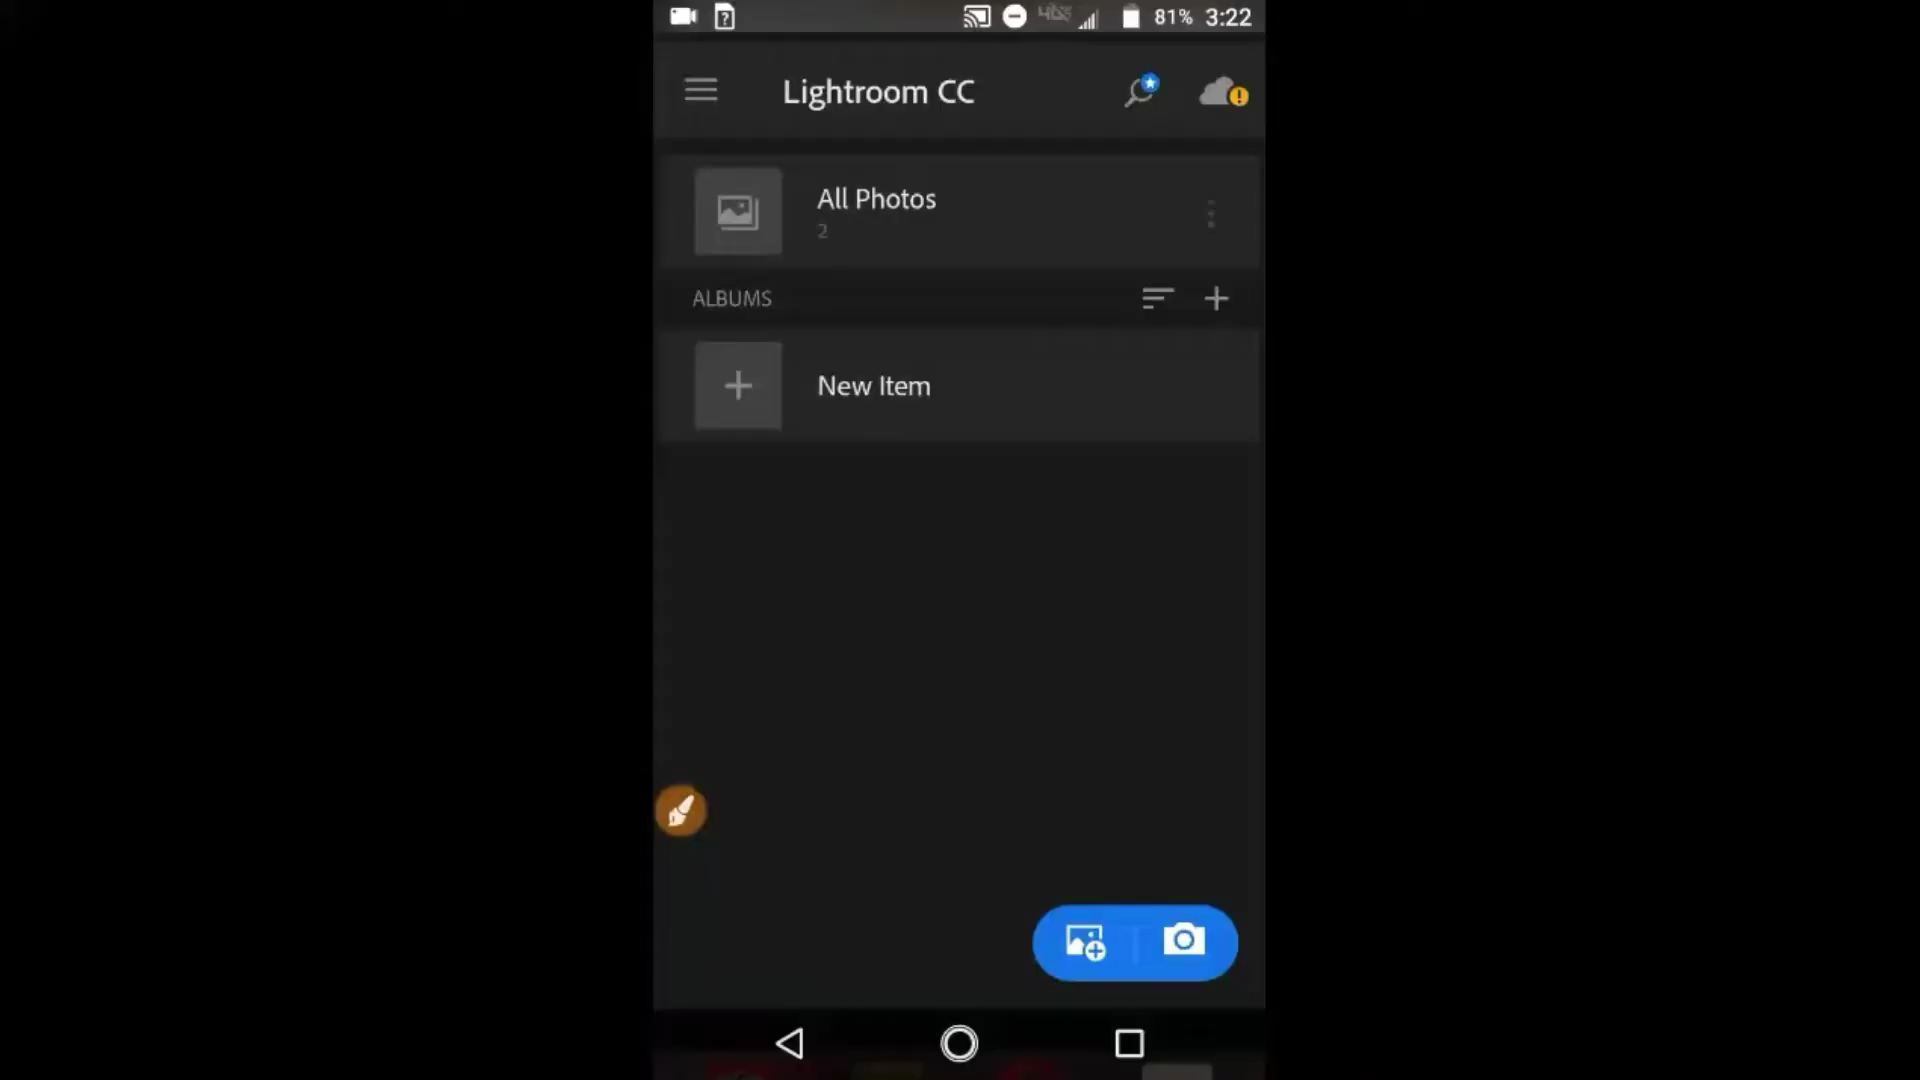 81% 3:22
Lightroom CC
All Photos
2
ALBUMS
New Item